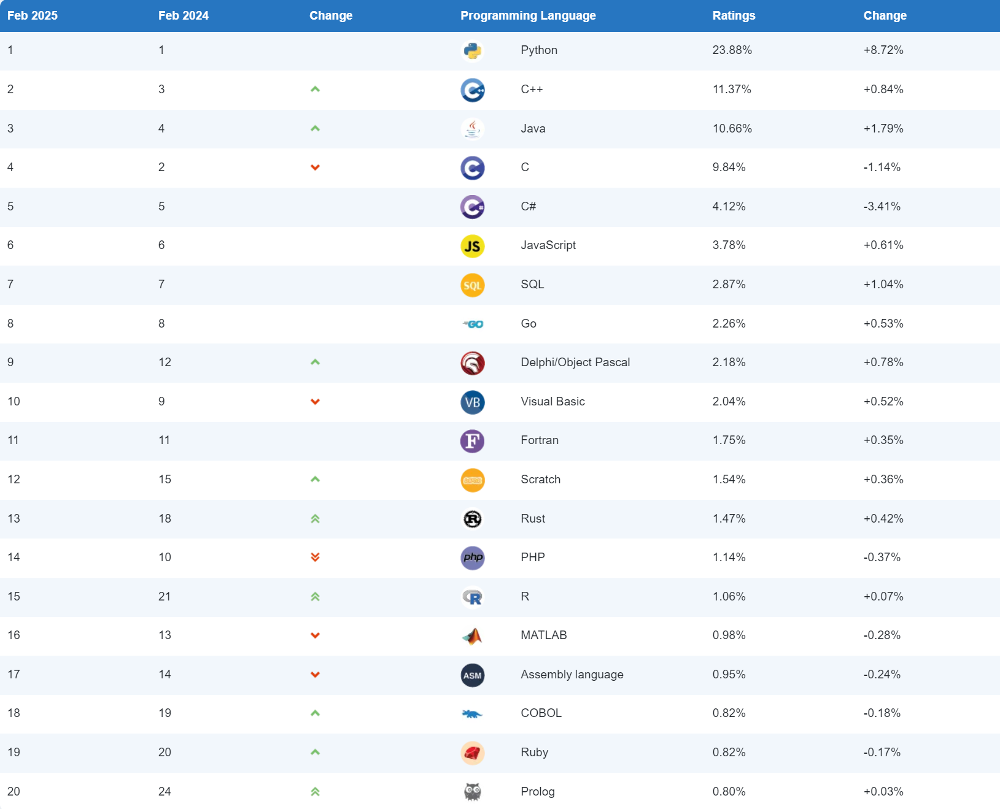 Feb 2025 Feb 2024 Change Programming Language Ratings Change
1 1 Python 23.88% +8.72%
2 3 C++ 11.37% +0.84%
3 4 Java 10.66% +1.79%
4 2 C 9.84% -1.14%
5 5 C# 4.12% -3.41%
6 6 JS JavaScript 3.78% +0.61%
7 7 SQL SQL 2.87% +1.04%
8 8 GO Go 2.26% +0.53%
9 12 Delphi/Object Pascal 2.18% +0.78%
10 9 VB Visual Basic 2.04% +0.52%
11 11 F Fortran 1.75% +0.35%
12 15 Scratch 1.54% +0.36%
13 18 R Rust 1.47% +0.42%
14 10 php PHP 1.14% -0.37%
15 21 R R 1.06% +0.07%
16 13 MATLAB 0.98% -0.28%
17 14 ASM Assembly language 0.95% -0.24%
18 19 COBOL 0.82% -0.18%
19 20 Ruby 0.82% -0.17%
20 24 Prolog 0.80% +0.03%